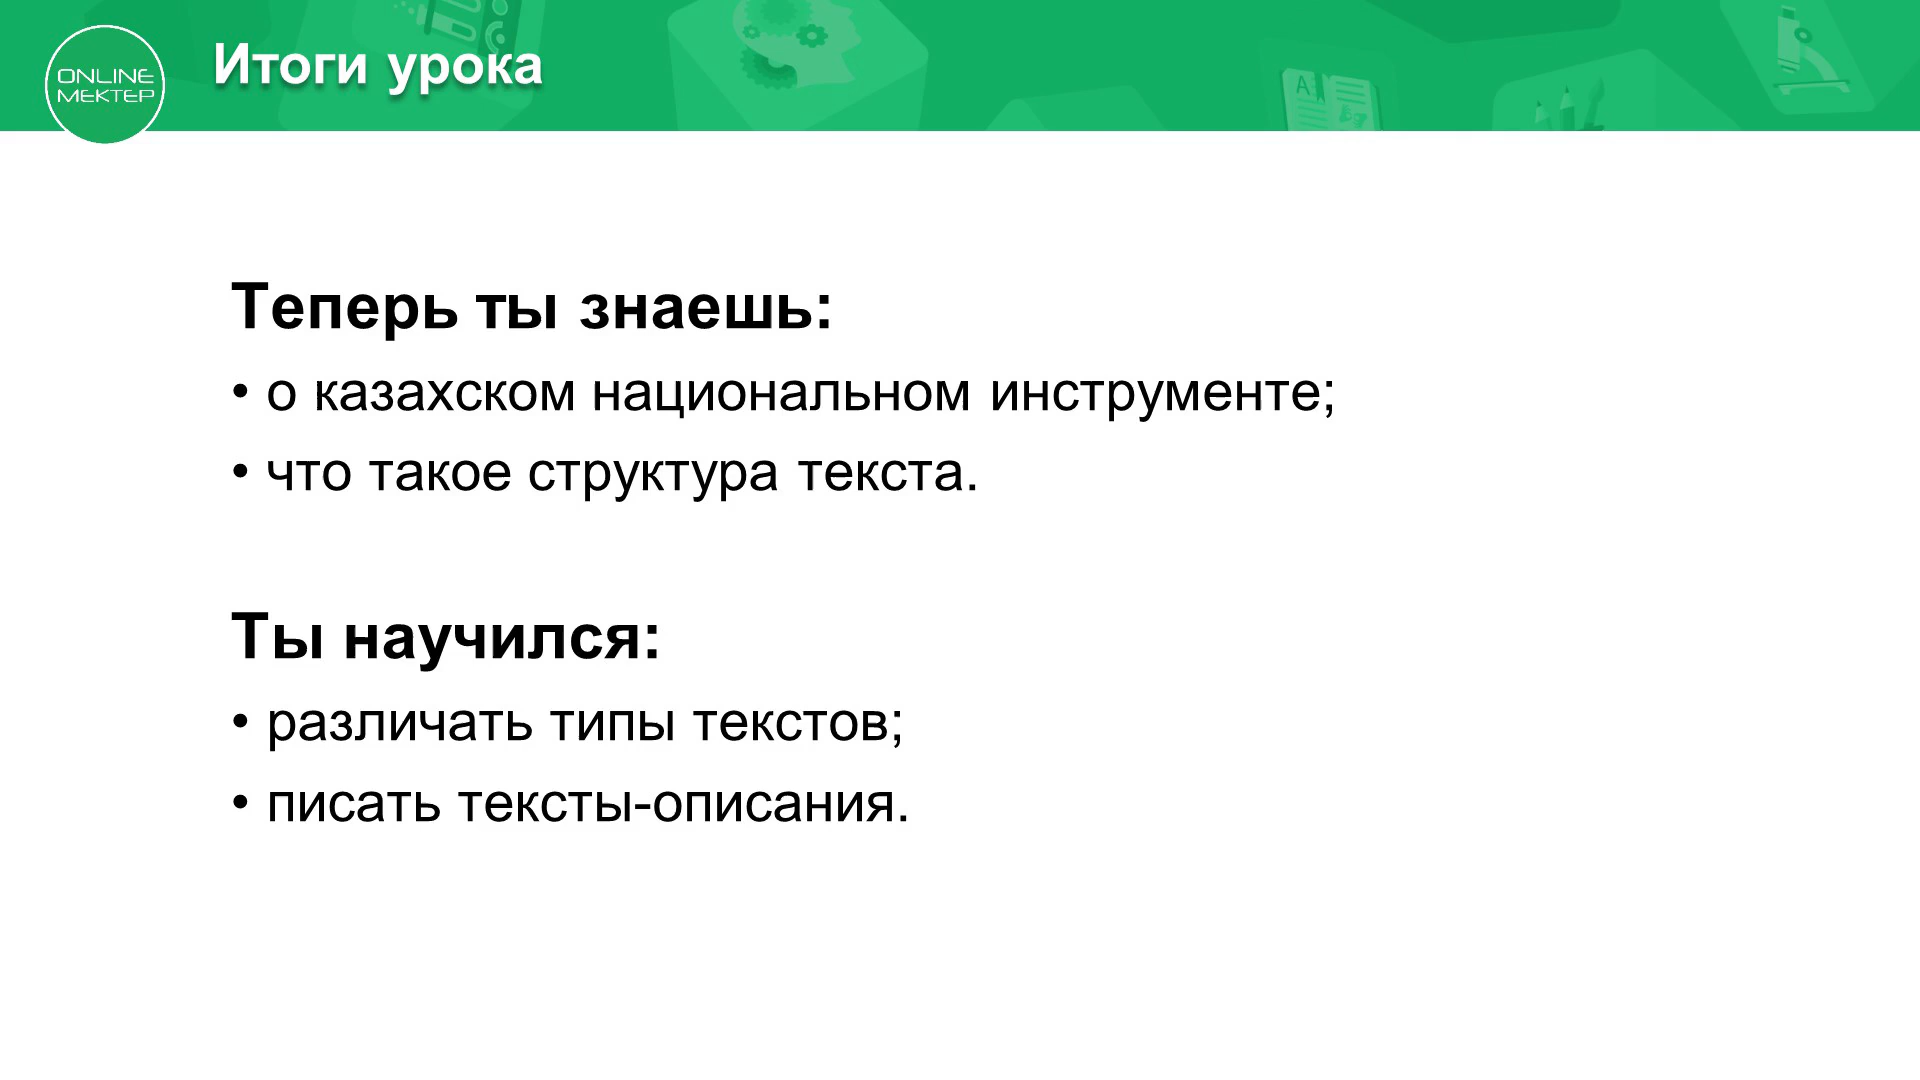 ONLINE
MEKTEP
Итоги урока
Теперь ты знаешь:
• о казахском национальном инструменте;
• что такое структура текста.
Ты научился:
• различать типы текстов;
• писать тексты-описания.